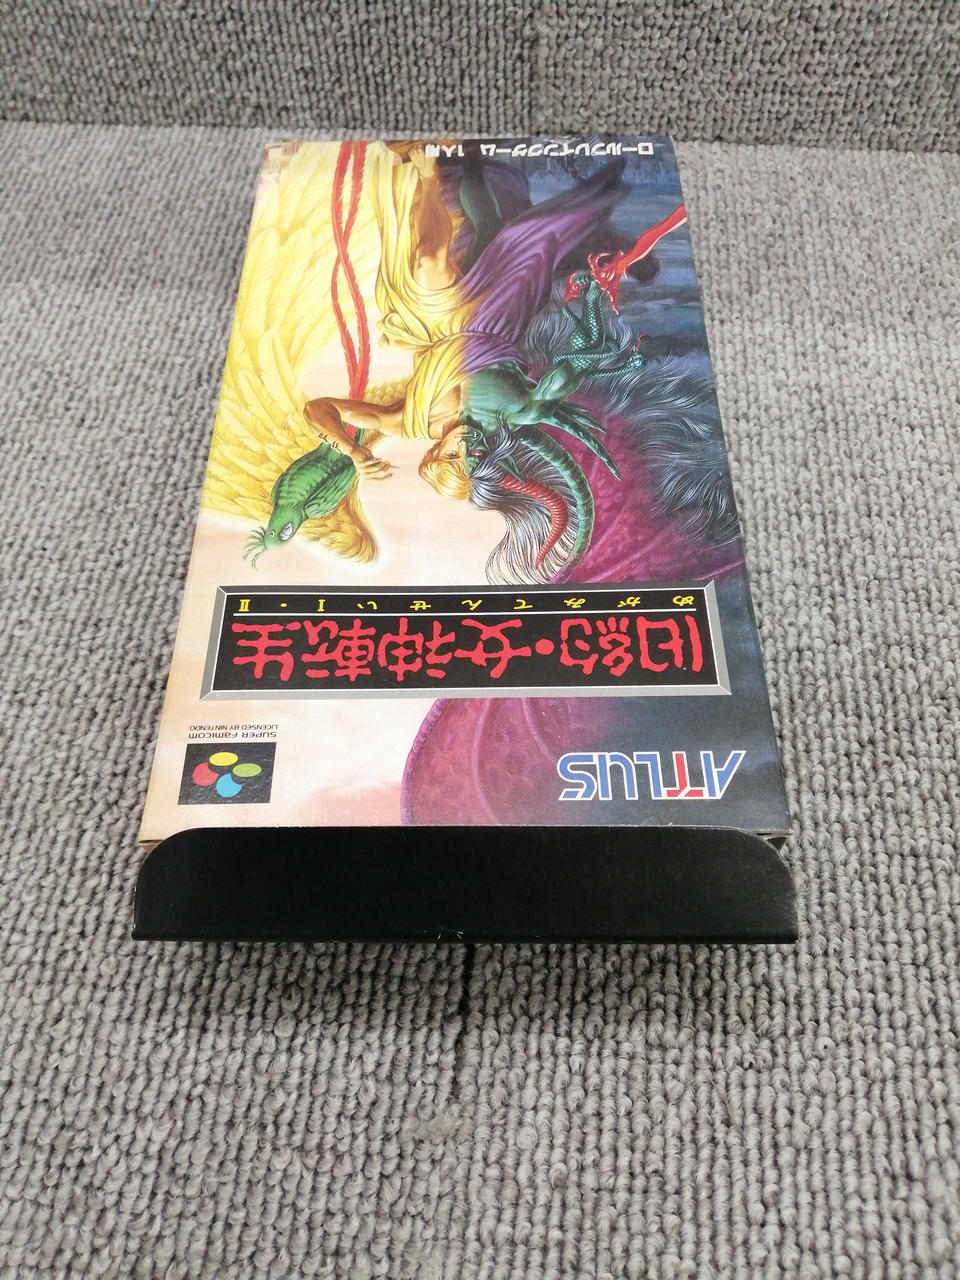 ATLUS
SUPER FAMICOM
LICENSED BY NINTENDO
旧約・女神転生
めがみてんせいⅠ・Ⅱ
ロールプレイングゲーム 1人用